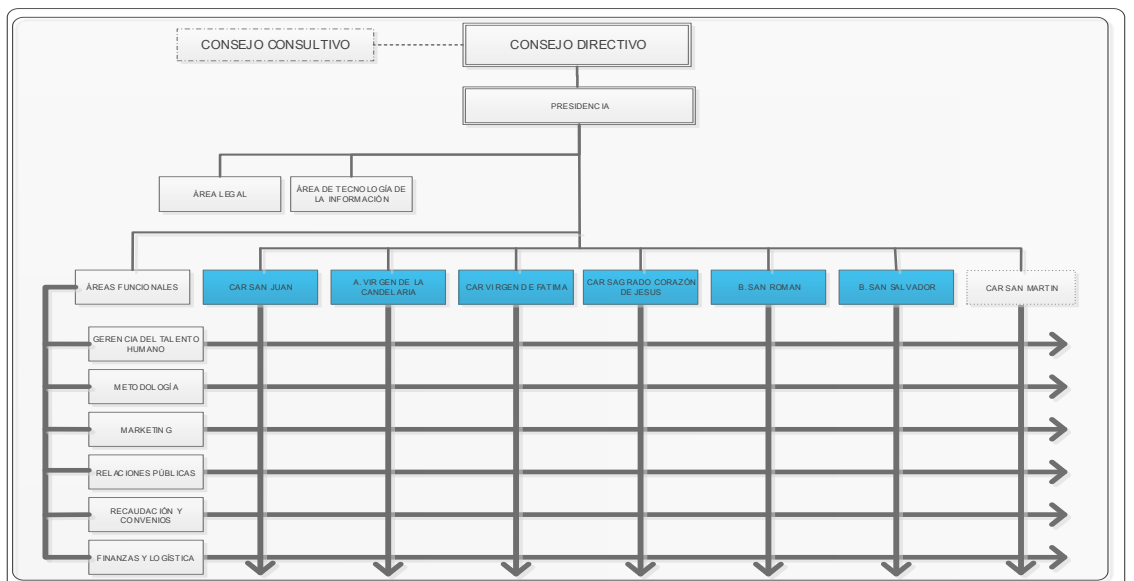 CONSEJO CONSULTIVO
CONSEJO DIRECTIVO
PRESIDENCIA
ÁREA LEGAL
ÁREA DE TECNOLOGÍA DE
LA INFORMACIÓN
ÁREAS FUNCIONALES
CAR SAN JUAN
A. VIRGEN DE LA
CANDELARIA
CAR VIRGEN DE FATIMA
CAR SAGRADO CORAZÓN
DE JESUS
B. SAN ROMAN
B. SAN SALVADOR
CAR SAN MARTIN
GERENCIA DEL TALENTO
HUMANO
METODOLOGÍA
MARKETING
RELACIONES PÚBLICAS
RECAUDACIÓN Y
CONVENIOS
FINANZAS Y LOGÍSTICA